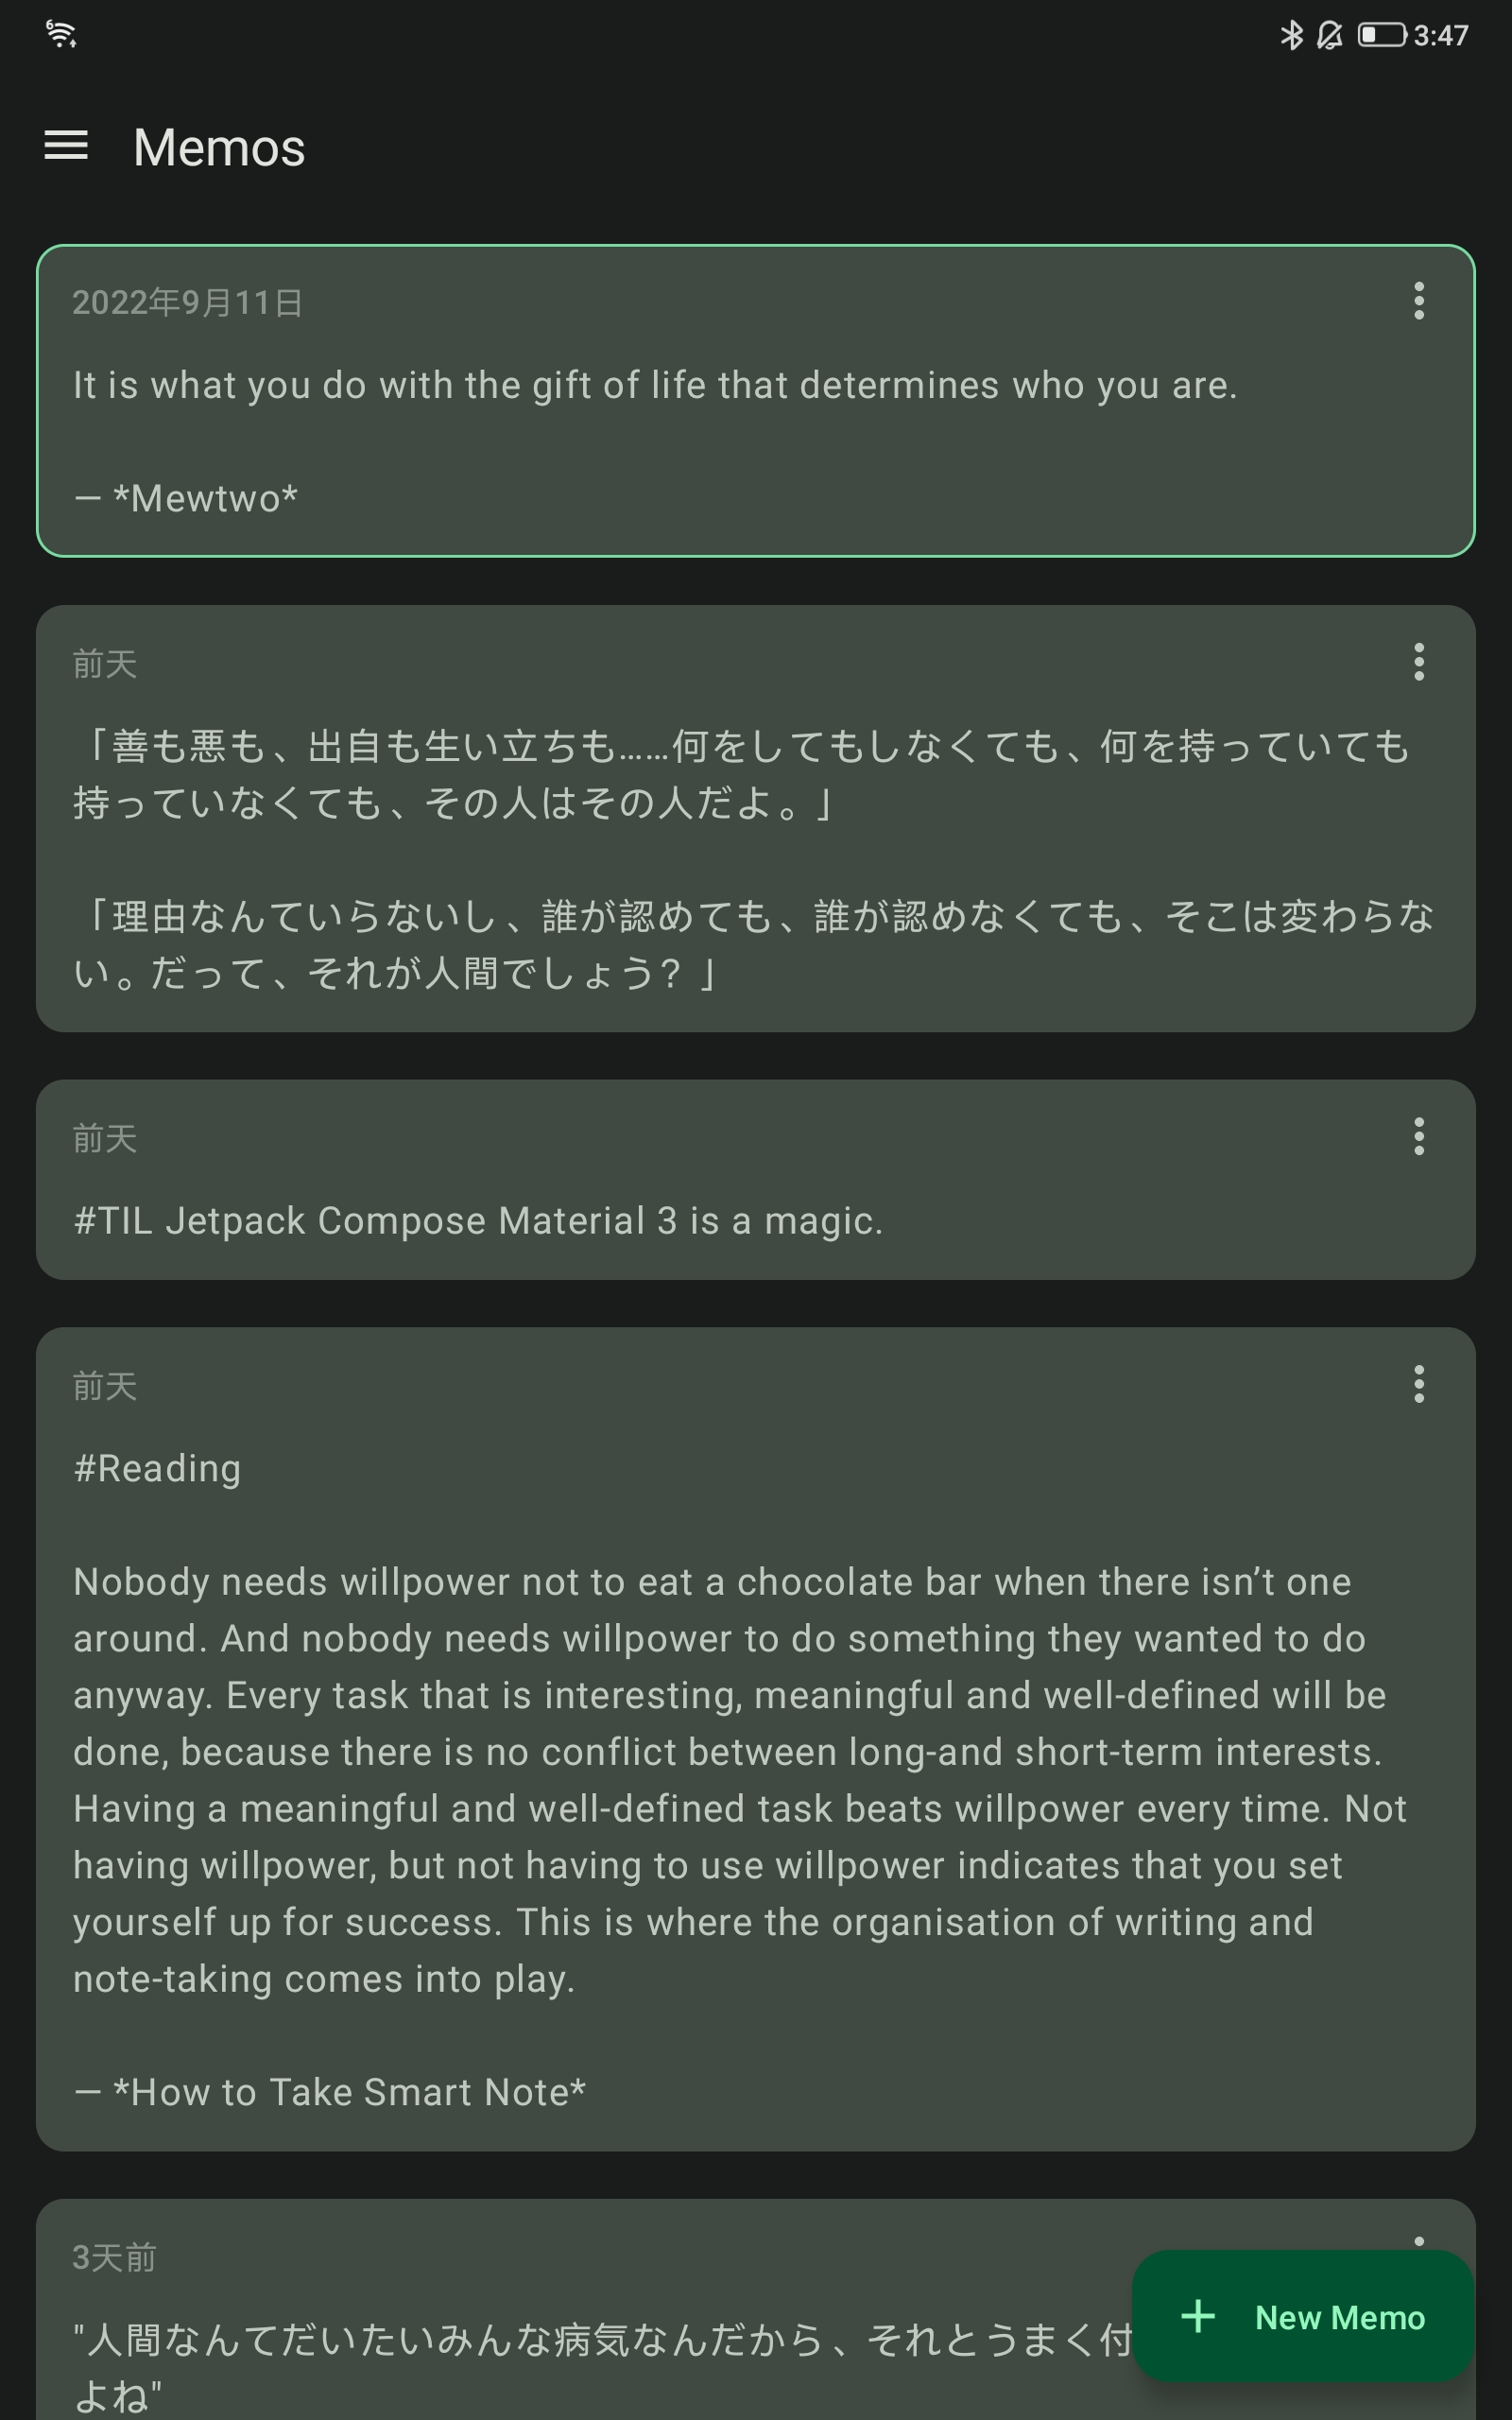 6
3:47
Memos
2022年9月11日
It is what you do with the gift of life that determines who you are.
— *Mewtwo*
前天
「善も悪も、出自も生い立ちも……何をしてもしなくても、何を持っていても
持っていなくても、その人はその人だよ。」
「理由なんていらないし、誰が認めても、誰が認めなくても、そこは変わらな
い。だって、それが人間でしょう？」
前天
#TIL Jetpack Compose Material 3 is a magic.
前天
#Reading
Nobody needs willpower not to eat a chocolate bar when there isn’t one
around. And nobody needs willpower to do something they wanted to do
anyway. Every task that is interesting, meaningful and well-defined will be
done, because there is no conflict between long-and short-term interests.
Having a meaningful and well-defined task beats willpower every time. Not
having willpower, but not having to use willpower indicates that you set
yourself up for success. This is where the organisation of writing and
note-taking comes into play.
— *How to Take Smart Note*
3天前
"人間なんてだいたいみんな病気なんだから、それとうまく付
よね"
New Memo